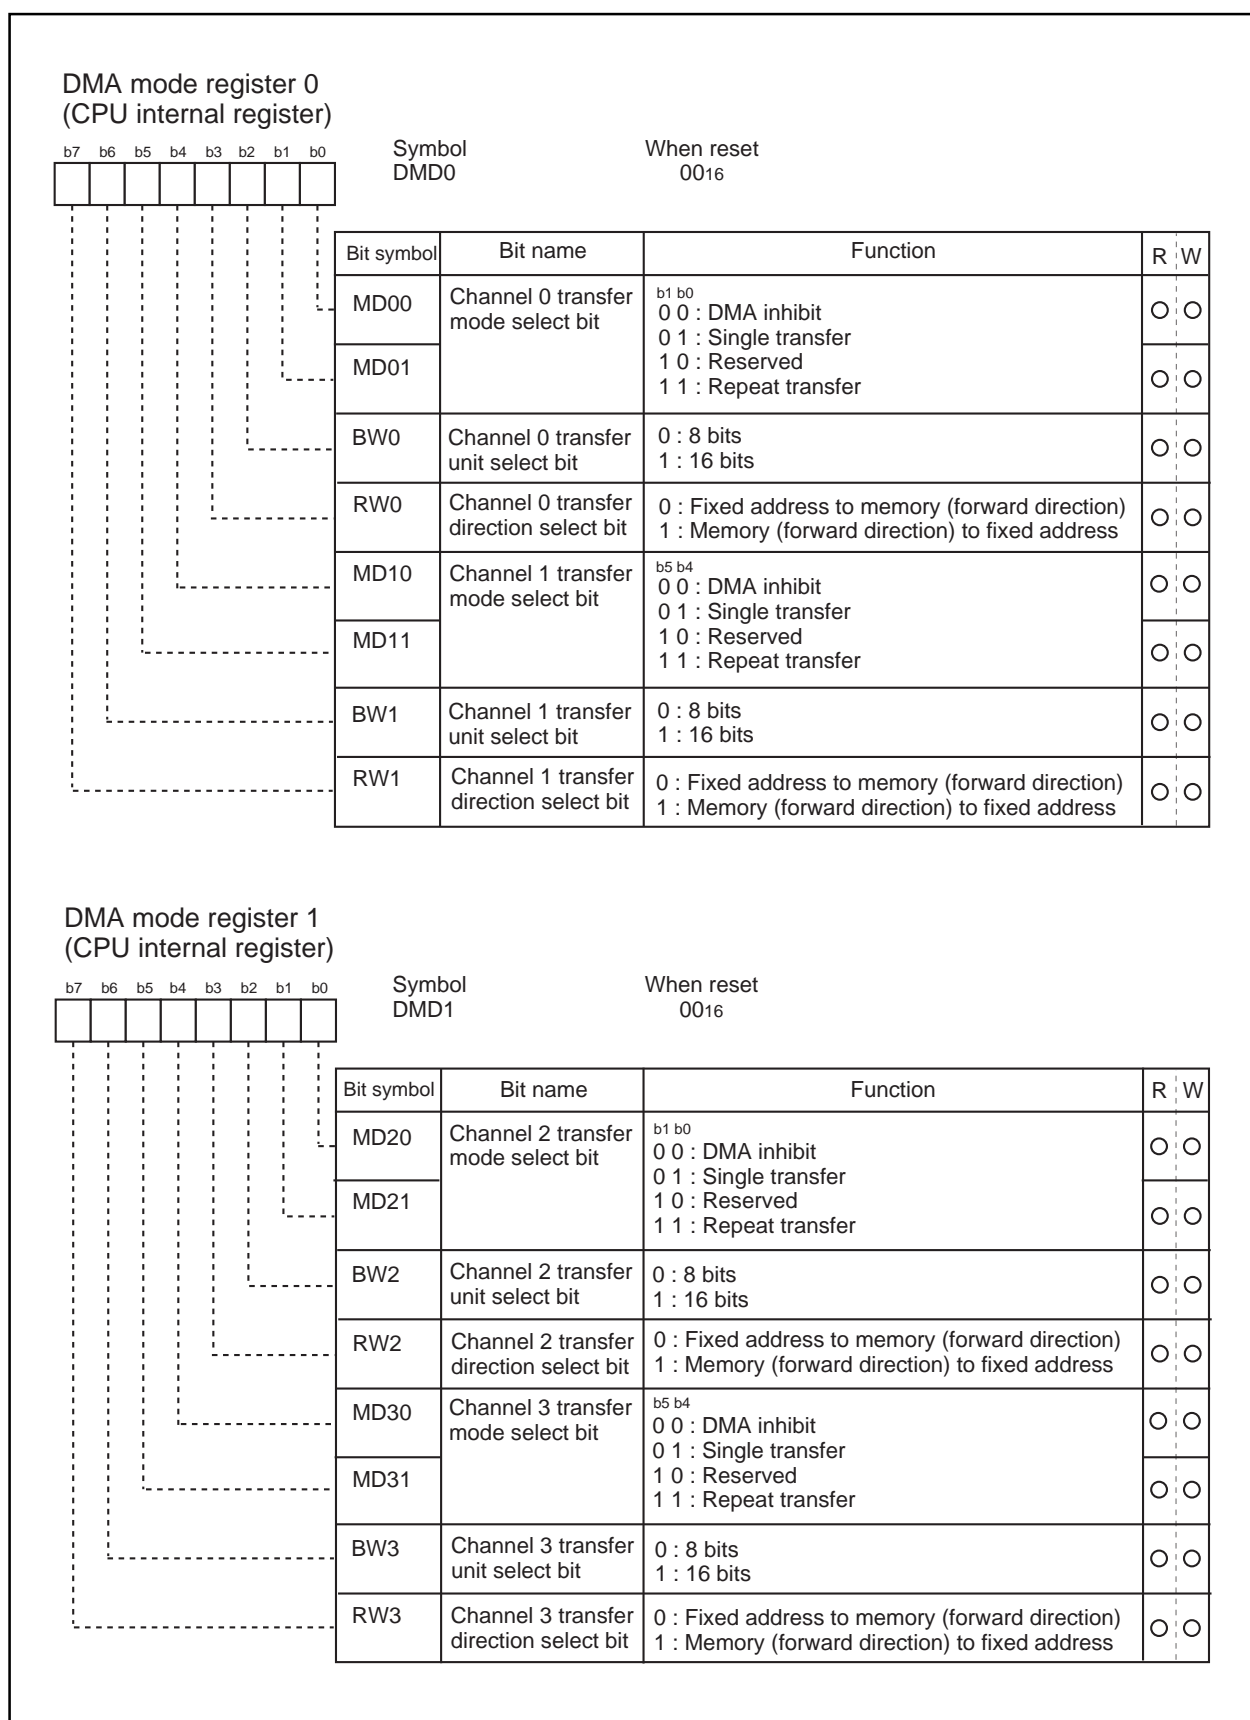 DMA mode register 0
(CPU internal register)
b7 b6 b5 b4 b3 b2 b1 b0
Symbol When reset
DMD0 0016
Bit symbol Bit name Function R W
MD00 Channel 0 transfer mode select bit
b1 b0
0 0 : DMA inhibit
0 1 : Single transfer
1 0 : Reserved
1 1 : Repeat transfer
MD01
BW0 Channel 0 transfer unit select bit
0 : 8 bits
1 : 16 bits
RW0 Channel 0 transfer direction select bit
0 : Fixed address to memory (forward direction)
1 : Memory (forward direction) to fixed address
MD10 Channel 1 transfer mode select bit
b5 b4
0 0 : DMA inhibit
0 1 : Single transfer
1 0 : Reserved
1 1 : Repeat transfer
MD11
BW1 Channel 1 transfer unit select bit
0 : 8 bits
1 : 16 bits
RW1 Channel 1 transfer direction select bit
0 : Fixed address to memory (forward direction)
1 : Memory (forward direction) to fixed address
DMA mode register 1
(CPU internal register)
b7 b6 b5 b4 b3 b2 b1 b0
Symbol When reset
DMD1 0016
Bit symbol Bit name Function R W
MD20 Channel 2 transfer mode select bit
b1 b0
0 0 : DMA inhibit
0 1 : Single transfer
1 0 : Reserved
1 1 : Repeat transfer
MD21
BW2 Channel 2 transfer unit select bit
0 : 8 bits
1 : 16 bits
RW2 Channel 2 transfer direction select bit
0 : Fixed address to memory (forward direction)
1 : Memory (forward direction) to fixed address
MD30 Channel 3 transfer mode select bit
b5 b4
0 0 : DMA inhibit
0 1 : Single transfer
1 0 : Reserved
1 1 : Repeat transfer
MD31
BW3 Channel 3 transfer unit select bit
0 : 8 bits
1 : 16 bits
RW3 Channel 3 transfer direction select bit
0 : Fixed address to memory (forward direction)
1 : Memory (forward direction) to fixed address